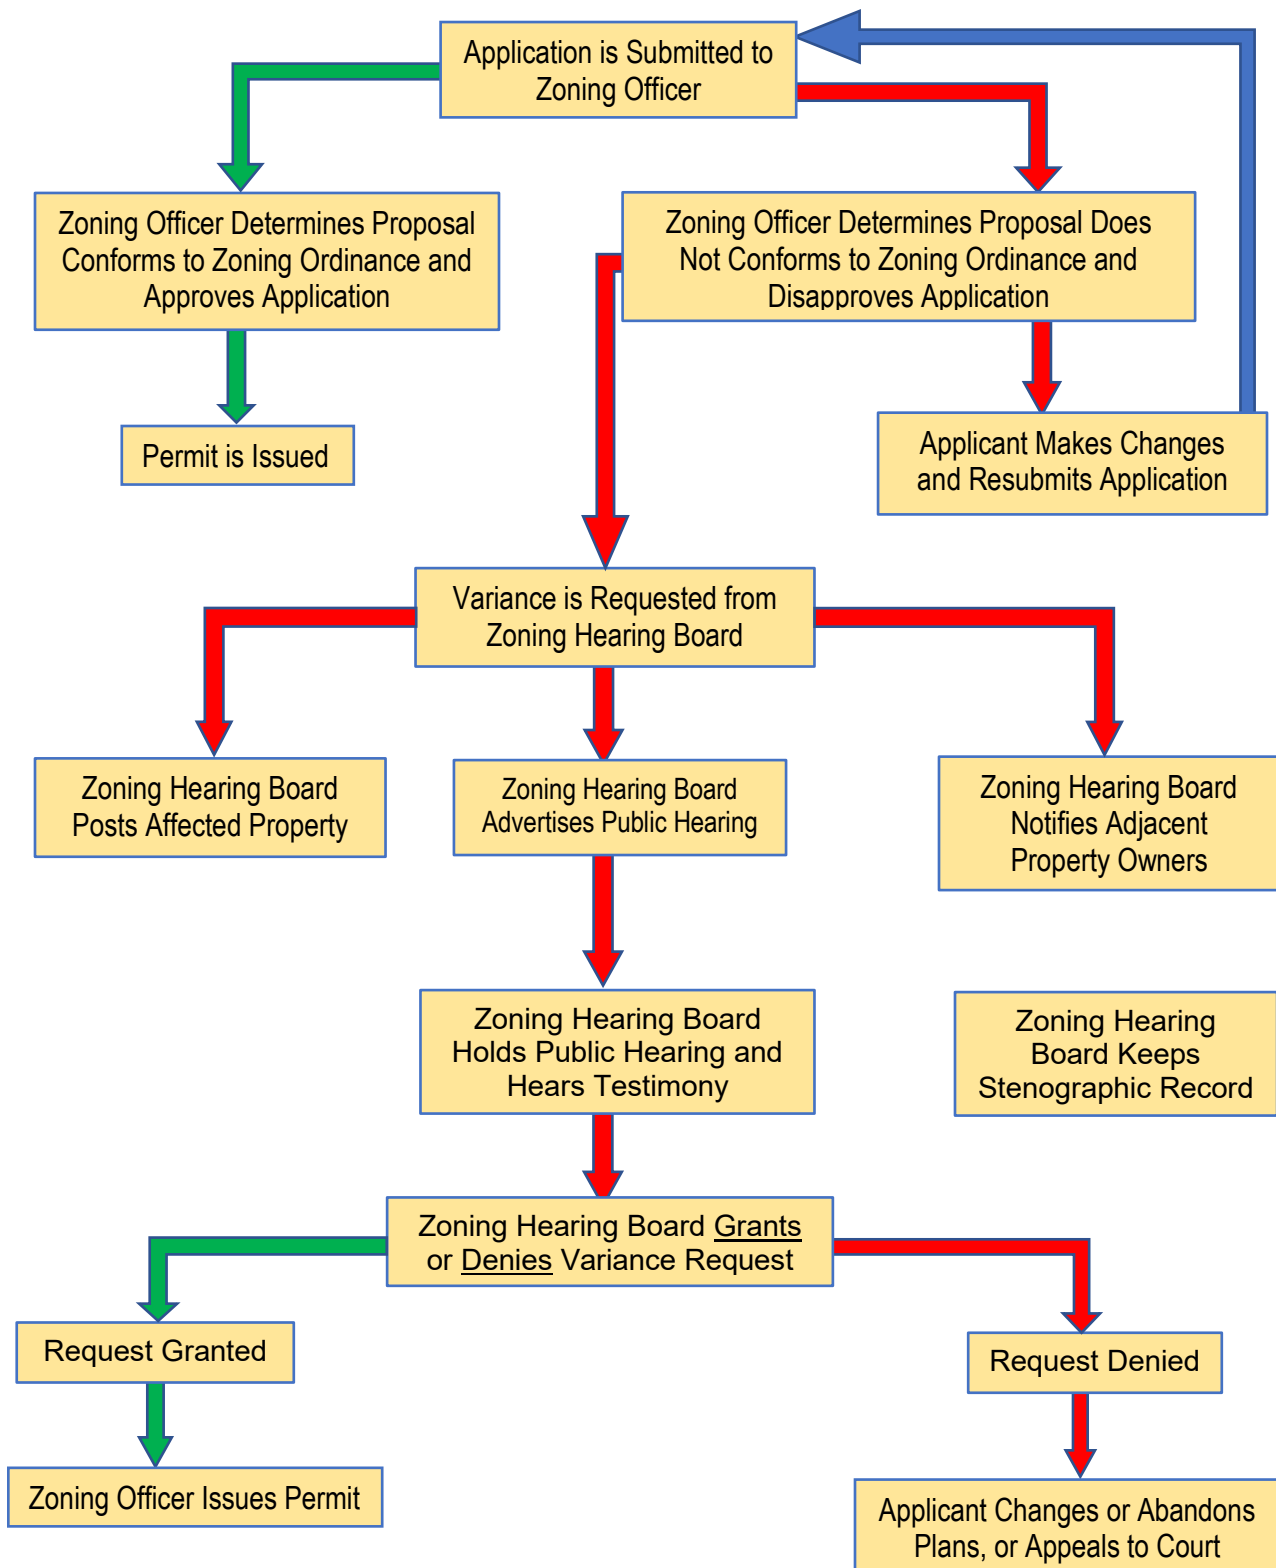 Application is Submitted to
Zoning Officer
Zoning Officer Determines Proposal
Conforms to Zoning Ordinance and
Approves Application
Zoning Officer Determines Proposal Does
Not Conforms to Zoning Ordinance and
Disapproves Application
Permit is Issued
Applicant Makes Changes
and Resubmits Application
Variance is Requested from
Zoning Hearing Board
Zoning Hearing Board
Posts Affected Property
Zoning Hearing Board
Advertises Public Hearing
Zoning Hearing Board
Notifies Adjacent
Property Owners
Zoning Hearing Board
Holds Public Hearing and
Hears Testimony
Zoning Hearing
Board Keeps
Stenographic Record
Zoning Hearing Board Grants
or Denies Variance Request
Request Granted
Request Denied
Zoning Officer Issues Permit
Applicant Changes or Abandons
Plans, or Appeals to Court